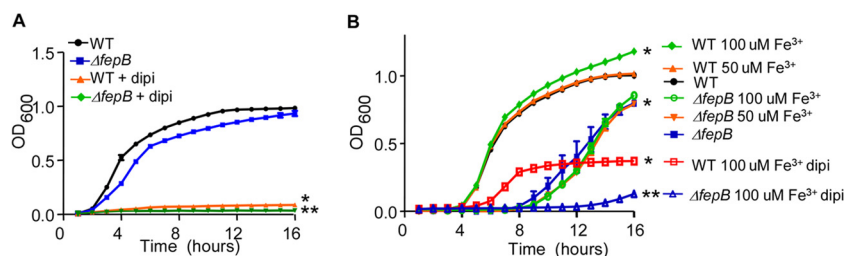 A
WT
ΔfepB
WT + dipi
ΔfepB + dipi
OD600
1.5
1.0
0.5
0.0
0 4 8 12 16
Time (hours)
*
**
B
OD600
1.0
0.5
0.0
0 4 8 12 16
Time (hours)
*
*
*
**
WT 100 uM Fe³⁺
WT 50 uM Fe³⁺
WT
ΔfepB 100 uM Fe³⁺
ΔfepB 50 uM Fe³⁺
ΔfepB
WT 100 uM Fe³⁺ dipi
ΔfepB 100 uM Fe³⁺ dipi